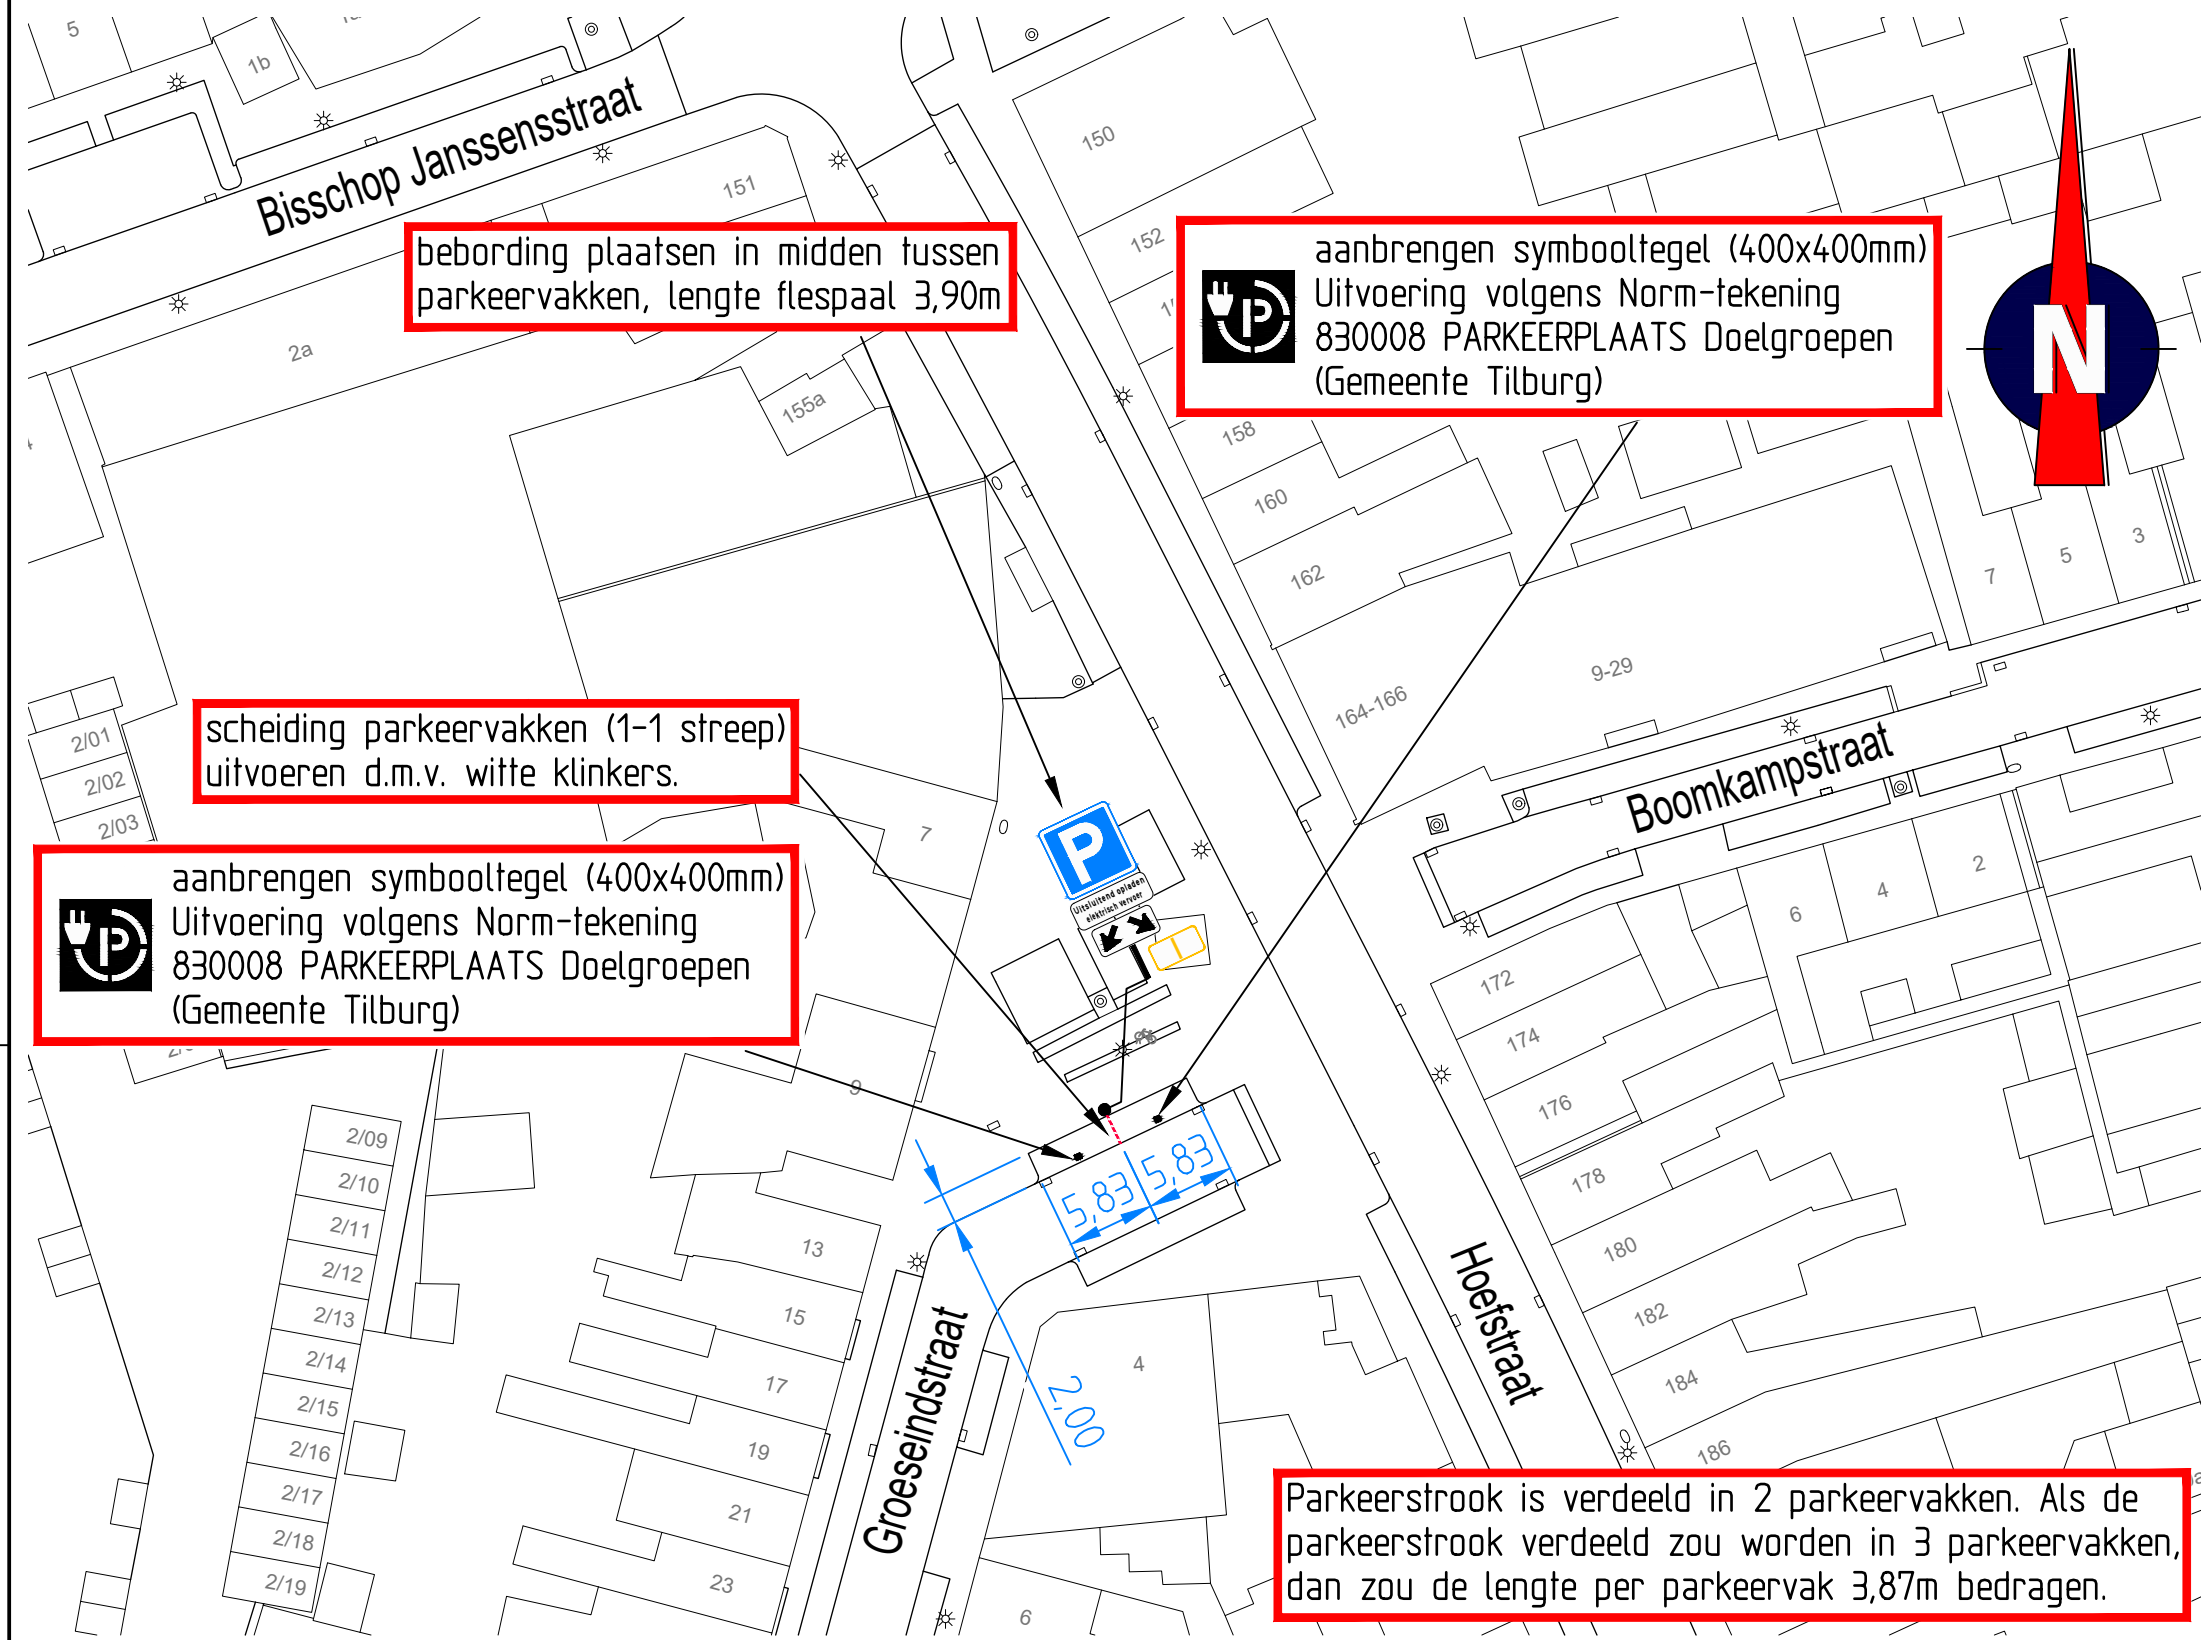 5
1b
Bisschop Janssensstraat
151
150
152
bebording plaatsen in midden tussen
parkeervakken, lengte flespaal 3,90m
aanbrengen symbooltegel (400x400mm)
Uitvoering volgens Norm-tekening
830008 PARKEERPLAATS Doelgroepen
(Gemeente Tilburg)
P
N
2a
155a
158
160
162
164-166
9-29
7
5
3
scheiding parkeervakken (1-1 streep)
uitvoeren d.m.v. witte klinkers.
2/01
2/02
2/03
7
Boomkampstraat
P
Uitsluitend opladen
elektrisch vervoer
aanbrengen symbooltegel (400x400mm)
Uitvoering volgens Norm-tekening
830008 PARKEERPLAATS Doelgroepen
(Gemeente Tilburg)
P
6
4
2
172
174
176
178
180
182
184
186
9
2/09
2/10
2/11
2/12
2/13
2/14
2/15
2/16
2/17
2/18
2/19
13
15
17
19
21
23
5,83
5,83
2,00
Groeseindstraat
Hoefstraat
4
6
Parkeerstrook is verdeeld in 2 parkeervakken. Als de
parkeerstrook verdeeld zou worden in 3 parkeervakken,
dan zou de lengte per parkeervak 3,87m bedragen.